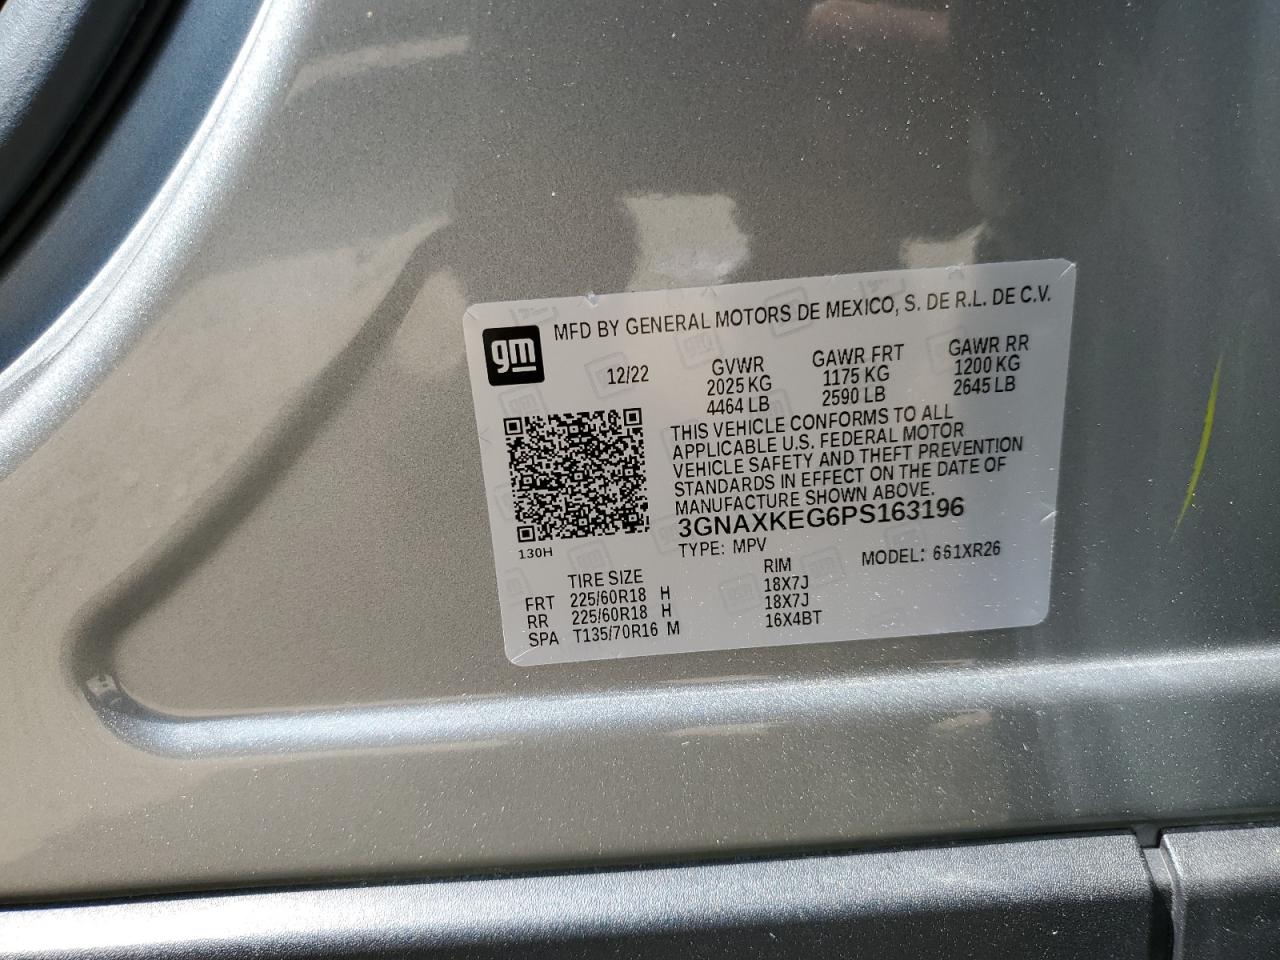 gm
MFD BY GENERAL MOTORS DE MEXICO, S. DE R.L. DE C.V.
12/22
GVWR
2025 KG
4464 LB
GAWR FRT
1175 KG
2590 LB
GAWR RR
1200 KG
2645 LB
THIS VEHICLE CONFORMS TO ALL
APPLICABLE U.S. FEDERAL MOTOR
VEHICLE SAFETY AND THEFT PREVENTION
STANDARDS IN EFFECT ON THE DATE OF
MANUFACTURE SHOWN ABOVE.
3GNAXKEG6PS163196
130H
TYPE: MPV
MODEL: 661XR26
TIRE SIZE RIM
FRT 225/60R18 H 18X7J
RR 225/60R18 H 18X7J
SPA T135/70R16 M 16X4BT